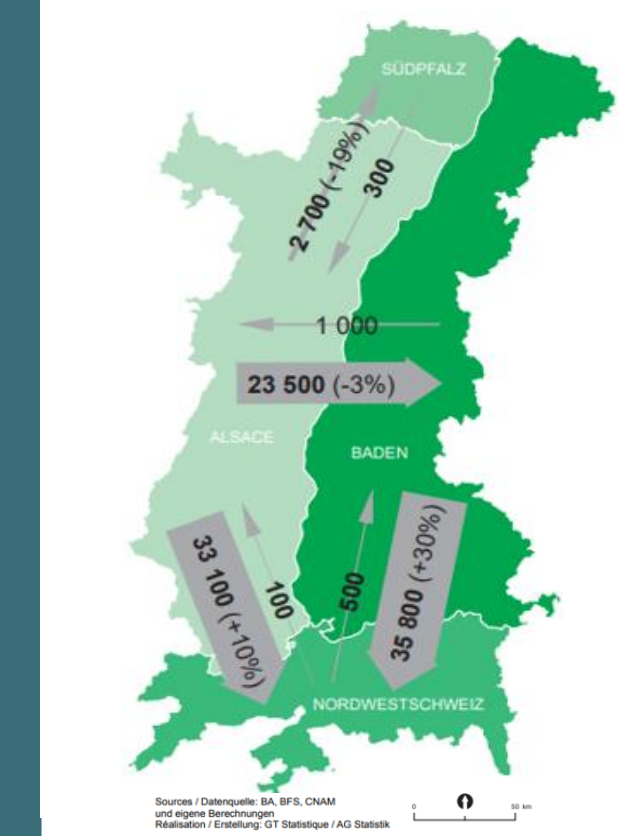 SÜDPFALZ
2 700 (-19%)
300
1 000
23 500 (-3%)
ALSACE
BADEN
33 100 (+10%)
100
500
35 800 (+30%)
NORDWESTSCHWEIZ
Sources / Datenquelle: BA, BFS, CNAM
und eigene Berechnungen
Réalisation / Erstellung: GT Statistique / AG Statistik
0 50 km